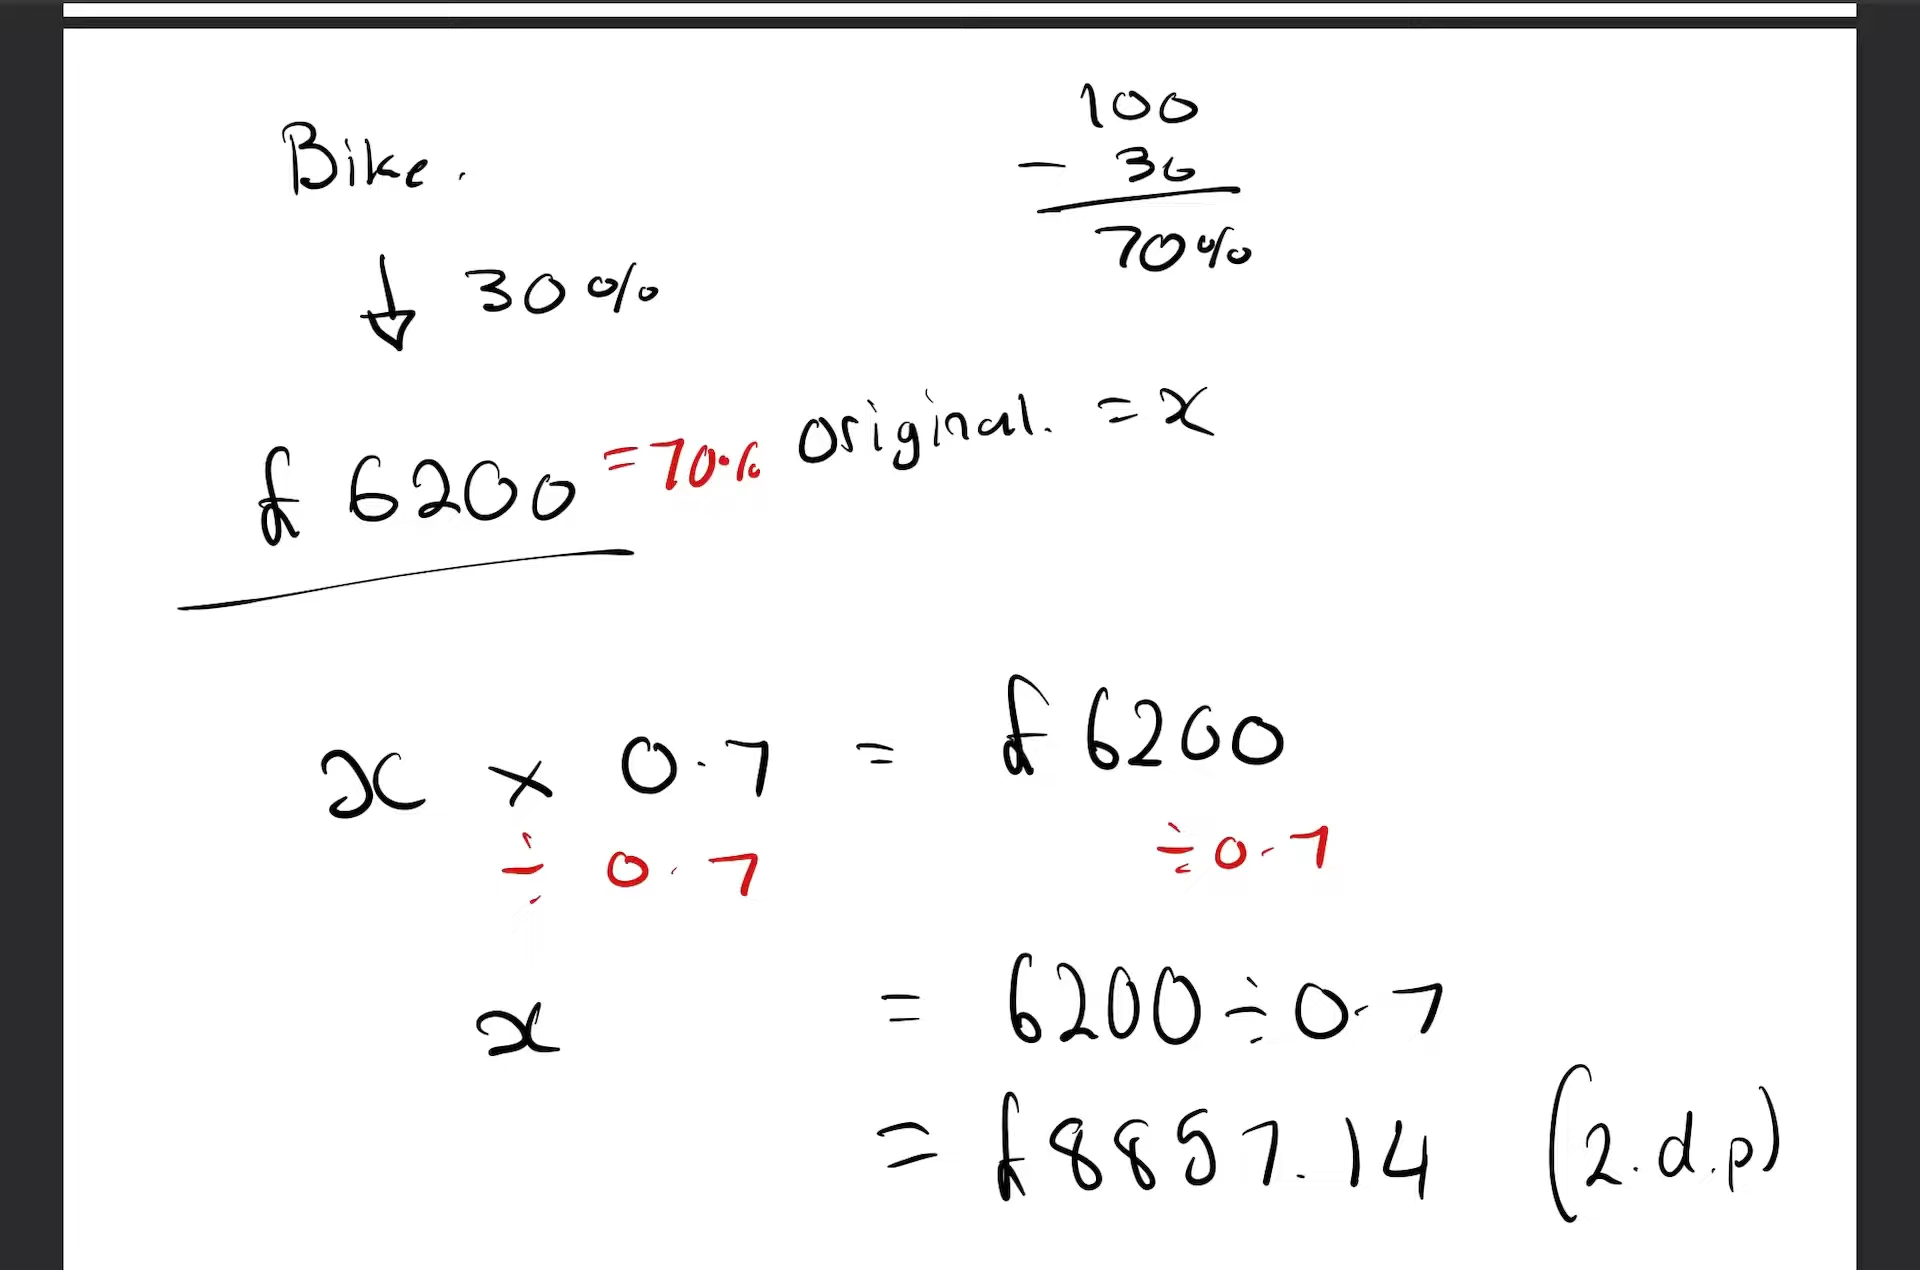 Bike.
100
- 30
70%
↓ 30%
£ 6200 = 70% original. = x
x × 0.7 = £ 6200
÷ 0.7 ÷ 0.7
x = 6200 ÷ 0.7
= £8857.14 (2.d.p)